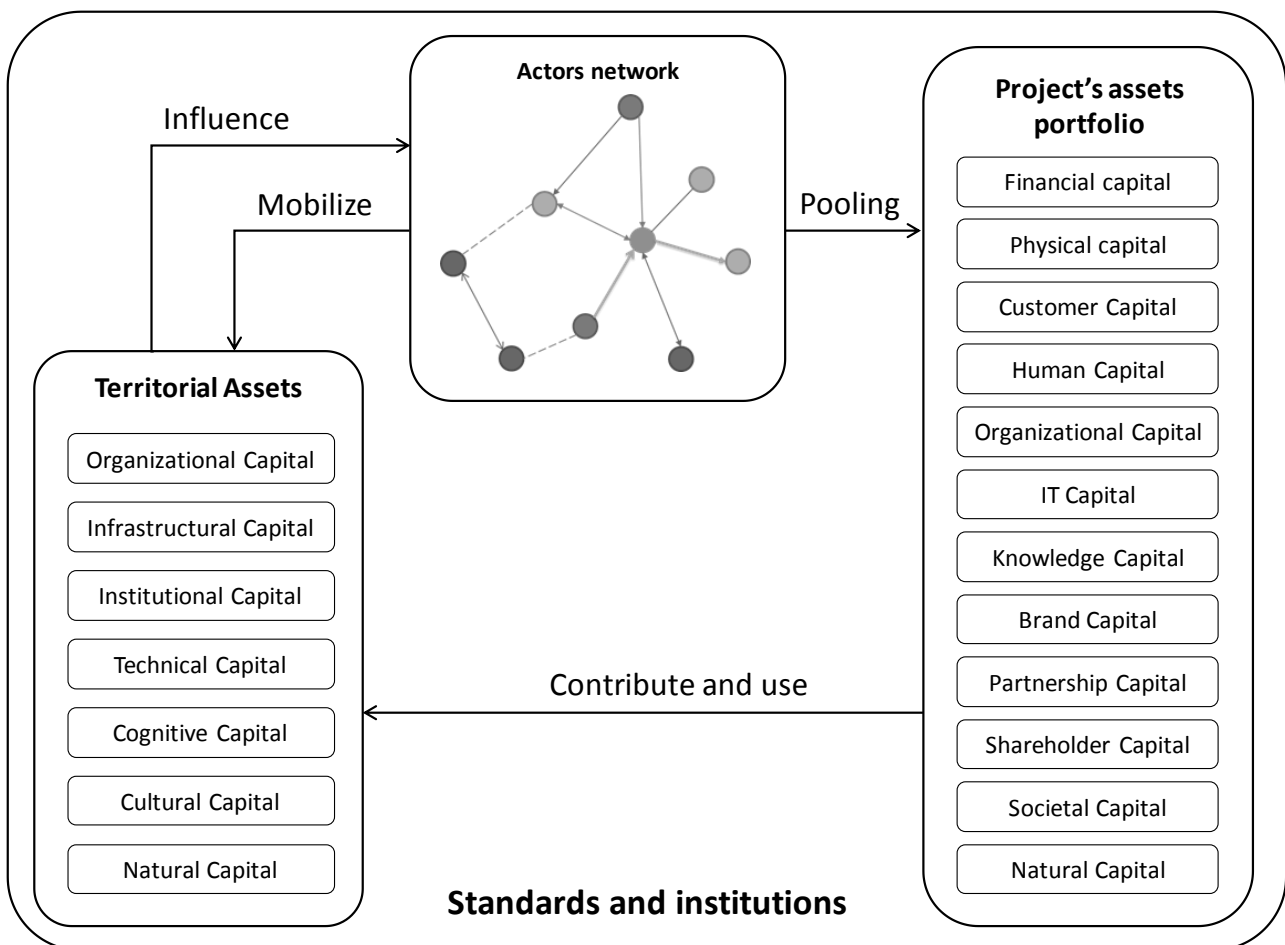 Actors network
Influence
Mobilize
Pooling
Territorial Assets
Organizational Capital
Infrastructural Capital
Institutional Capital
Technical Capital
Cognitive Capital
Cultural Capital
Natural Capital
Contribute and use
Project’s assets
portfolio
Financial capital
Physical capital
Customer Capital
Human Capital
Organizational Capital
IT Capital
Knowledge Capital
Brand Capital
Partnership Capital
Shareholder Capital
Societal Capital
Natural Capital
Standards and institutions